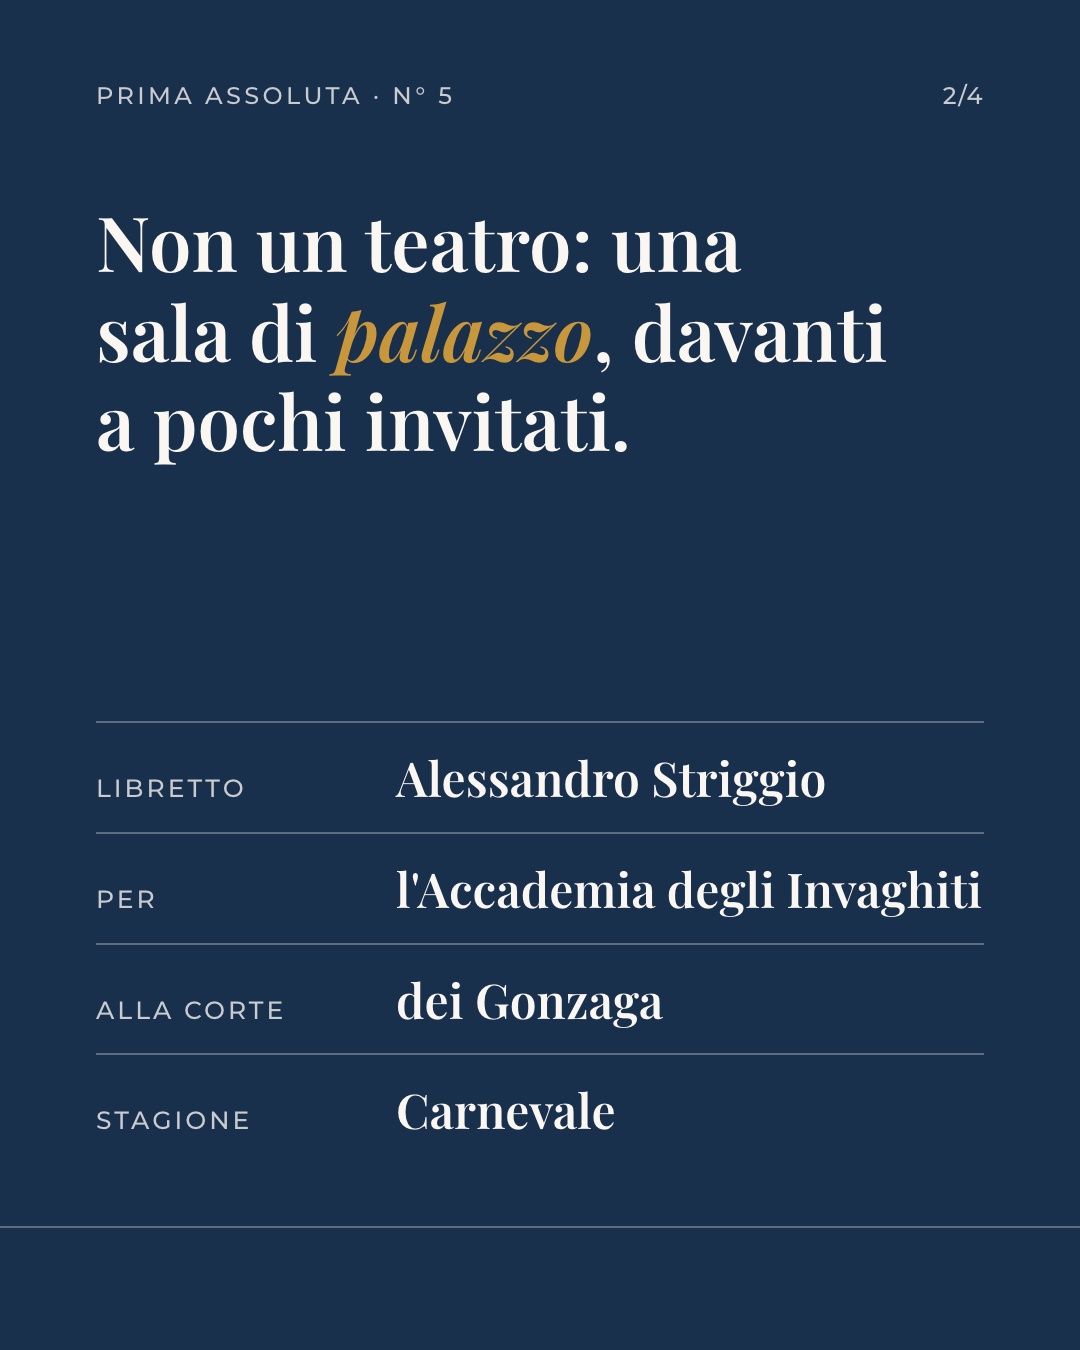 PRIMA ASSOLUTA · N° 5
2/4
Non un teatro: una
sala di palazzo, davanti
a pochi invitati.
LIBRETTO Alessandro Striggio
PER l'Accademia degli Invaghiti
ALLA CORTE dei Gonzaga
STAGIONE Carnevale